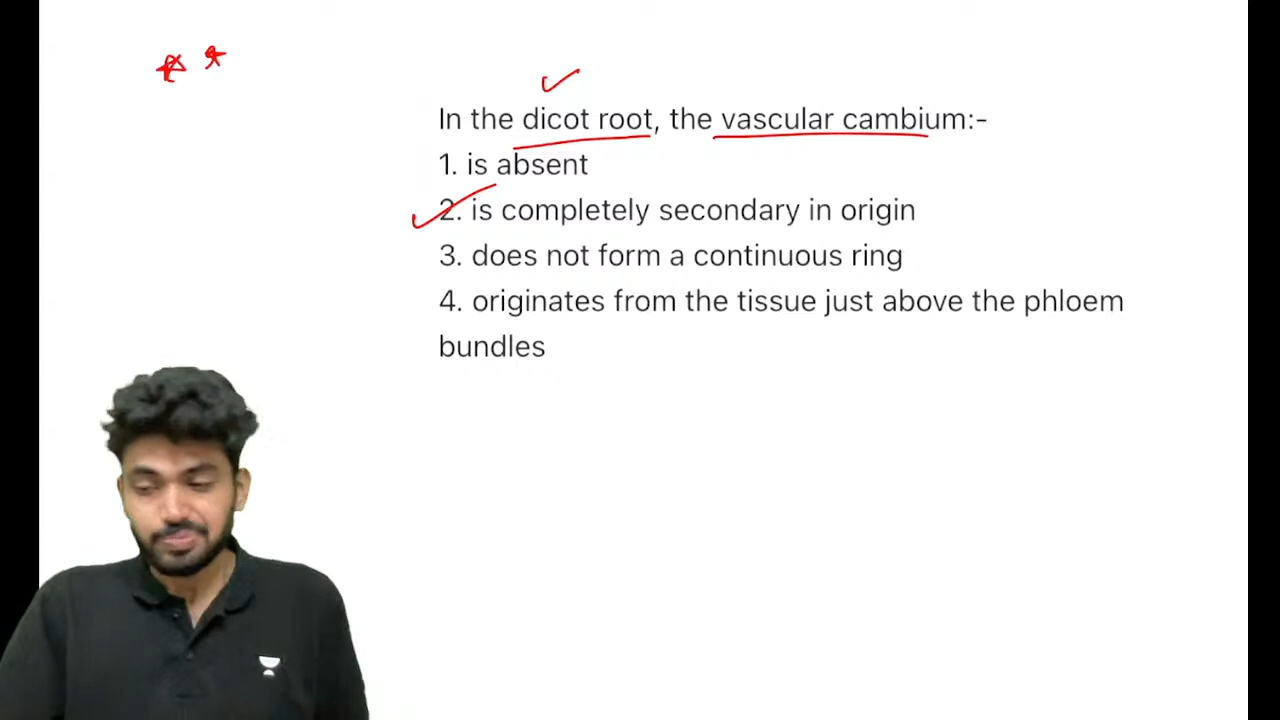 In the dicot root, the vascular cambium:-
1. is absent
2. is completely secondary in origin
3. does not form a continuous ring
4. originates from the tissue just above the phloem
bundles